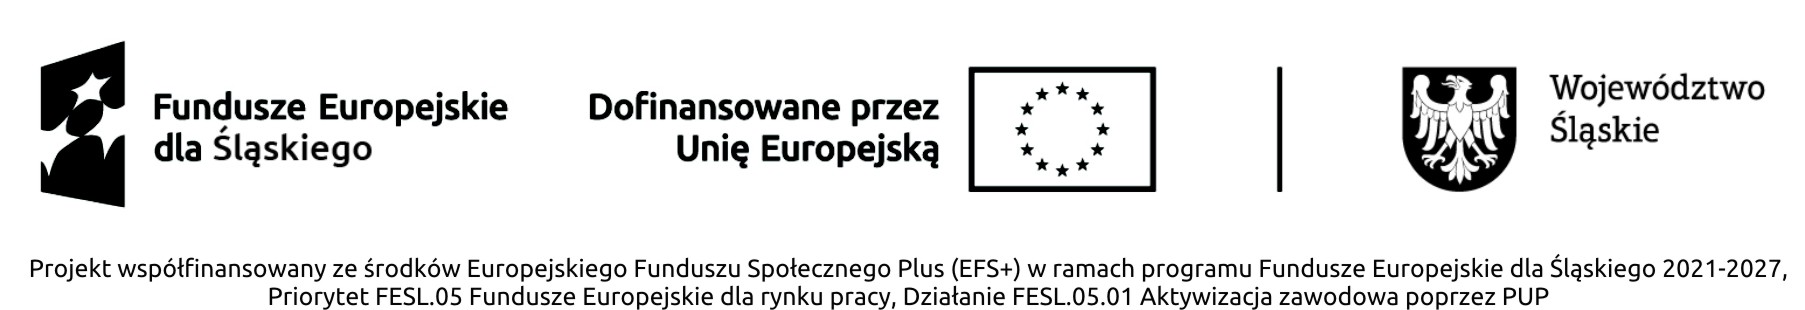 Fundusze Europejskie
dla Śląskiego
Dofinansowane przez
Unię Europejską
Województwo
Śląskie
Projekt współfinansowany ze środków Europejskiego Funduszu Społecznego Plus (EFS+) w ramach programu Fundusze Europejskie dla Śląskiego 2021-2027,
Priorytet FESL.05 Fundusze Europejskie dla rynku pracy, Działanie FESL.05.01 Aktywizacja zawodowa poprzez PUP